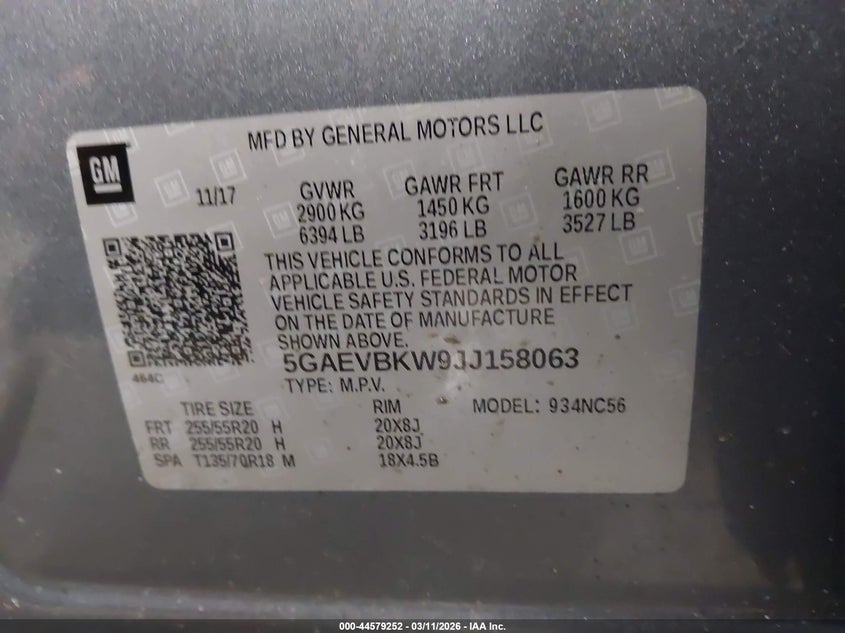 MFD BY GENERAL MOTORS LLC
GM
11/17 GVWR GAWR FRT GAWR RR
2900 KG 1450 KG 1600 KG
6394 LB 3196 LB 3527 LB
THIS VEHICLE CONFORMS TO ALL
APPLICABLE U.S. FEDERAL MOTOR
VEHICLE SAFETY STANDARDS IN EFFECT
ON THE DATE OF MANUFACTURE
SHOWN ABOVE.
464C
5GAEVBKW9JJ158063
TYPE: M.P.V.
TIRE SIZE RIM MODEL: 934NC56
FRT 255/55R20 H 20X8J
RR 255/55R20 H 20X8J
SPA T135/70R18 M 18X4.5B
000-44579252 - 03/11/2026 - IAA Inc.